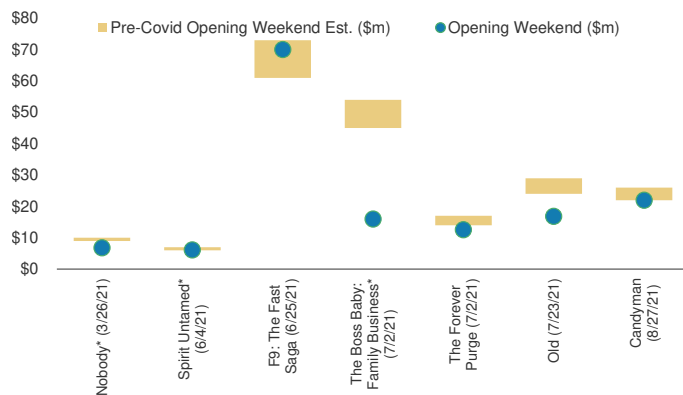 Pre-Covid Opening Weekend Est. ($m)
Opening Weekend ($m)
$80
$70
$60
$50
$40
$30
$20
$10
$0
Nobody* (3/26/21)
Spirit Untamed*
(6/4/21)
F9: The Fast
Saga (6/25/21)
The Boss Baby:
Family Business*
(7/2/21)
The Forever
Purge (7/2/21)
Old (7/23/21)
Candyman
(8/27/21)